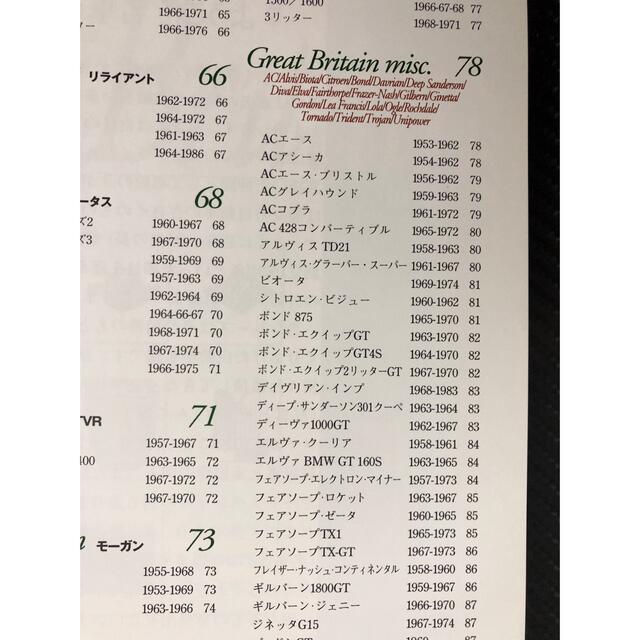 1966-1971 65
1966-1976 66
リライアント 66
1962-1972 66
1964-1972 67
1961-1963 67
1964-1986 67
ータス 68
ズ2 1960-1967 68
ズ3 1967-1970 68
1959-1969 69
1957-1963 69
1962-1964 69
1964-66-67 70
1968-1971 70
1967-1974 70
1966-1975 71
TVR 71
1957-1967 71
400 1963-1965 72
1967-1972 72
1967-1970 72
モーガン 73
1955-1968 73
1953-1969 73
1963-1966 74
1966-67-68 77
3リッター 1968-1971 77
Great Britain misc. 78
AC/Alvis/Biota/Citroen/Bond/Davrian/Deep Sanderson/
Diva/Elva/Fairthorpe/Frazer-Nash/Gilbern/Ginetta/
Gordon/Lea Francis/Lola/Ogle/Rochdale/
Tornado/Trident/Trojan/Unipower
ACエース 1953-1962 78
ACアシーカ 1954-1962 78
ACエース・ブリストル 1956-1962 79
ACグレイハウンド 1959-1963 79
ACコブラ 1961-1972 79
AC 428コンバーティブル 1965-1972 80
アルヴィス TD21 1958-1963 80
アルヴィス・グラーバー・スーパー 1961-1967 80
ビオータ 1969-1974 81
シトロエン・ビジュー 1960-1962 81
ボンド 875 1965-1970 81
ボンド・エクイップGT 1963-1970 82
ボンド・エクイップGT4S 1964-1970 82
ボンド・エクイップ2リッターGT 1967-1970 82
デイヴリアン・インプ 1968-1983 83
ディープ・サンダーソン301クーペ 1963-1964 83
ディーヴァ1000GT 1962-1967 83
エルヴァ・クーリア 1958-1961 84
エルヴァ BMW GT 160S 1963-1965 84
フェアソープ・エレクトロン・マイナー 1957-1973 84
フェアソープ・ロケット 1963-1967 85
フェアソープ・ゼータ 1960-1965 85
フェアソープTX1 1965-1973 85
フェアソープTX-GT 1967-1973 86
フレイザー・ナッシュ・コンティネンタル 1958-1960 86
ギルバーン1800GT 1959-1967 86
ギルバーン・ジェニー 1966-1970 87
ジネッタG15 1967-1974 87